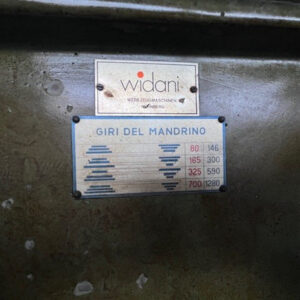 widani
WERKZEUGMASCHINEN
GIRI DEL MANDRINO
80 146
165 300
325 590
700 1280